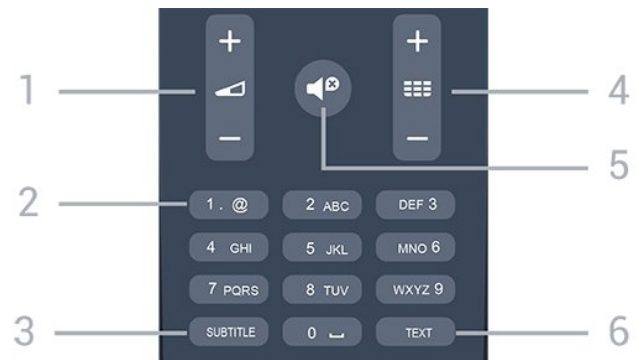 + +
1 4
- -
5
2 1 . @ 2 ABC DEF 3
4 GHI 5 JKL MNO 6
7 PQRS 8 TUV WXYZ 9
3 SUBTITLE 0 ⌴ TEXT 6